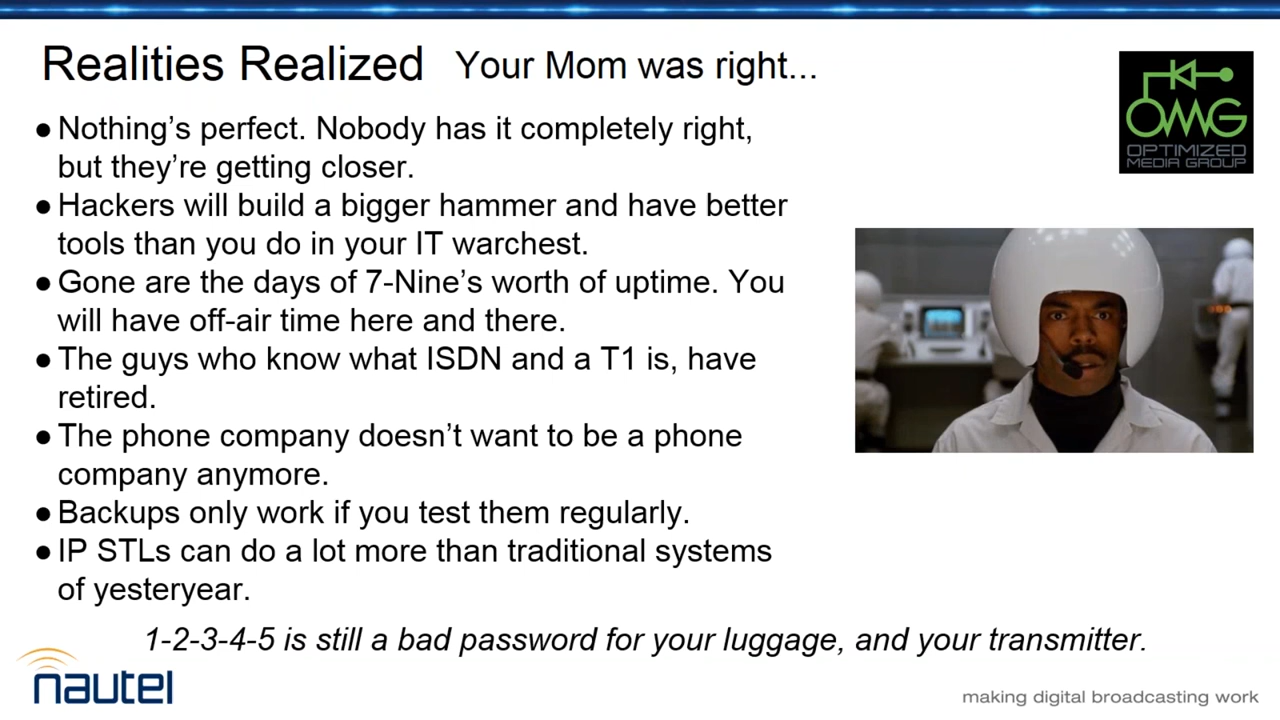 Realities Realized Your Mom was right...
OMG
OPTIMIZED
MEDIA GROUP
● Nothing’s perfect. Nobody has it completely right,
but they’re getting closer.
● Hackers will build a bigger hammer and have better
tools than you do in your IT warchest.
● Gone are the days of 7-Nine’s worth of uptime. You
will have off-air time here and there.
● The guys who know what ISDN and a T1 is, have
retired.
● The phone company doesn’t want to be a phone
company anymore.
● Backups only work if you test them regularly.
● IP STLs can do a lot more than traditional systems
of yesteryear.
1-2-3-4-5 is still a bad password for your luggage, and your transmitter.
nautel
making digital broadcasting work